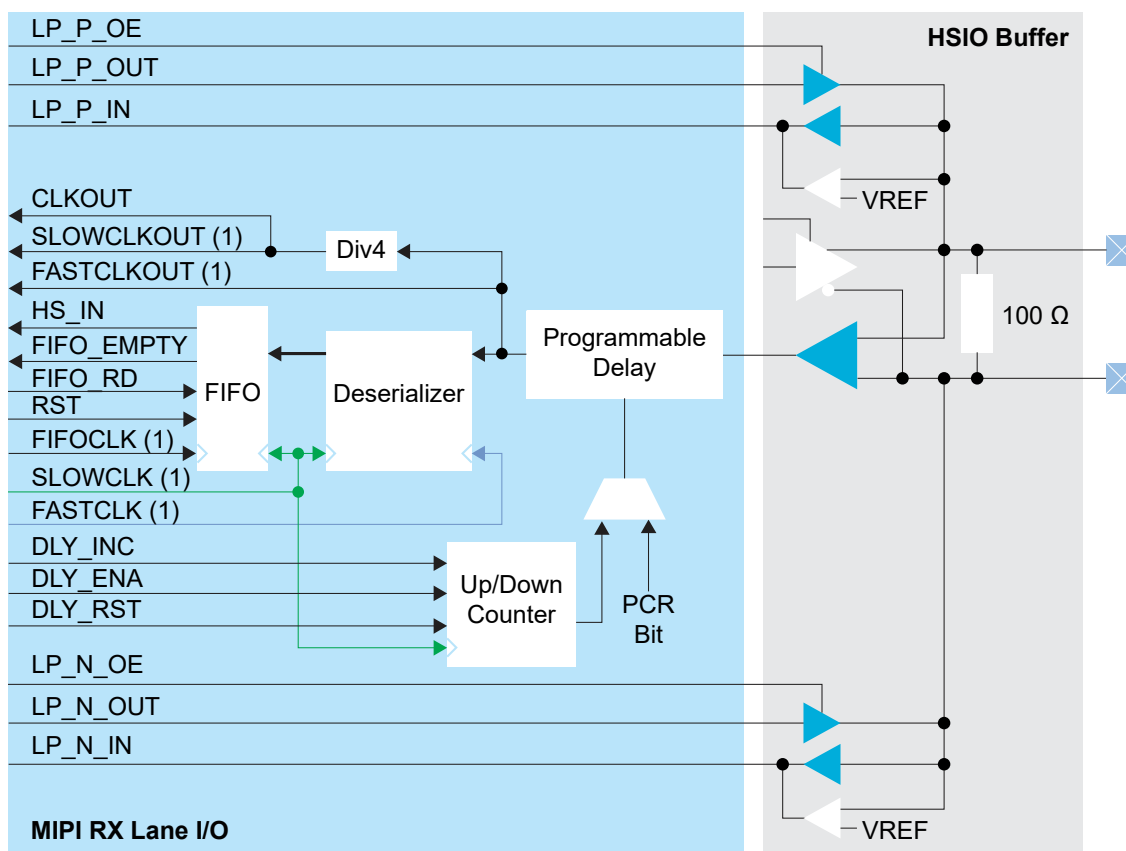 LP_P_OE
HSIO Buffer
LP_P_OUT
LP_P_IN
CLKOUT
VREF
SLOWCLKOUT (1)
Div4
FASTCLKOUT (1)
HS_IN
100 Ω
Programmable
Delay
FIFO_EMPTY
FIFO_RD
FIFO
Deserializer
RST
FIFOCLK (1)
SLOWCLK (1)
FASTCLK (1)
DLY_INC
DLY_ENA
Up/Down
Counter
DLY_RST
PCR
Bit
LP_N_OE
LP_N_OUT
LP_N_IN
MIPI RX Lane I/O
VREF